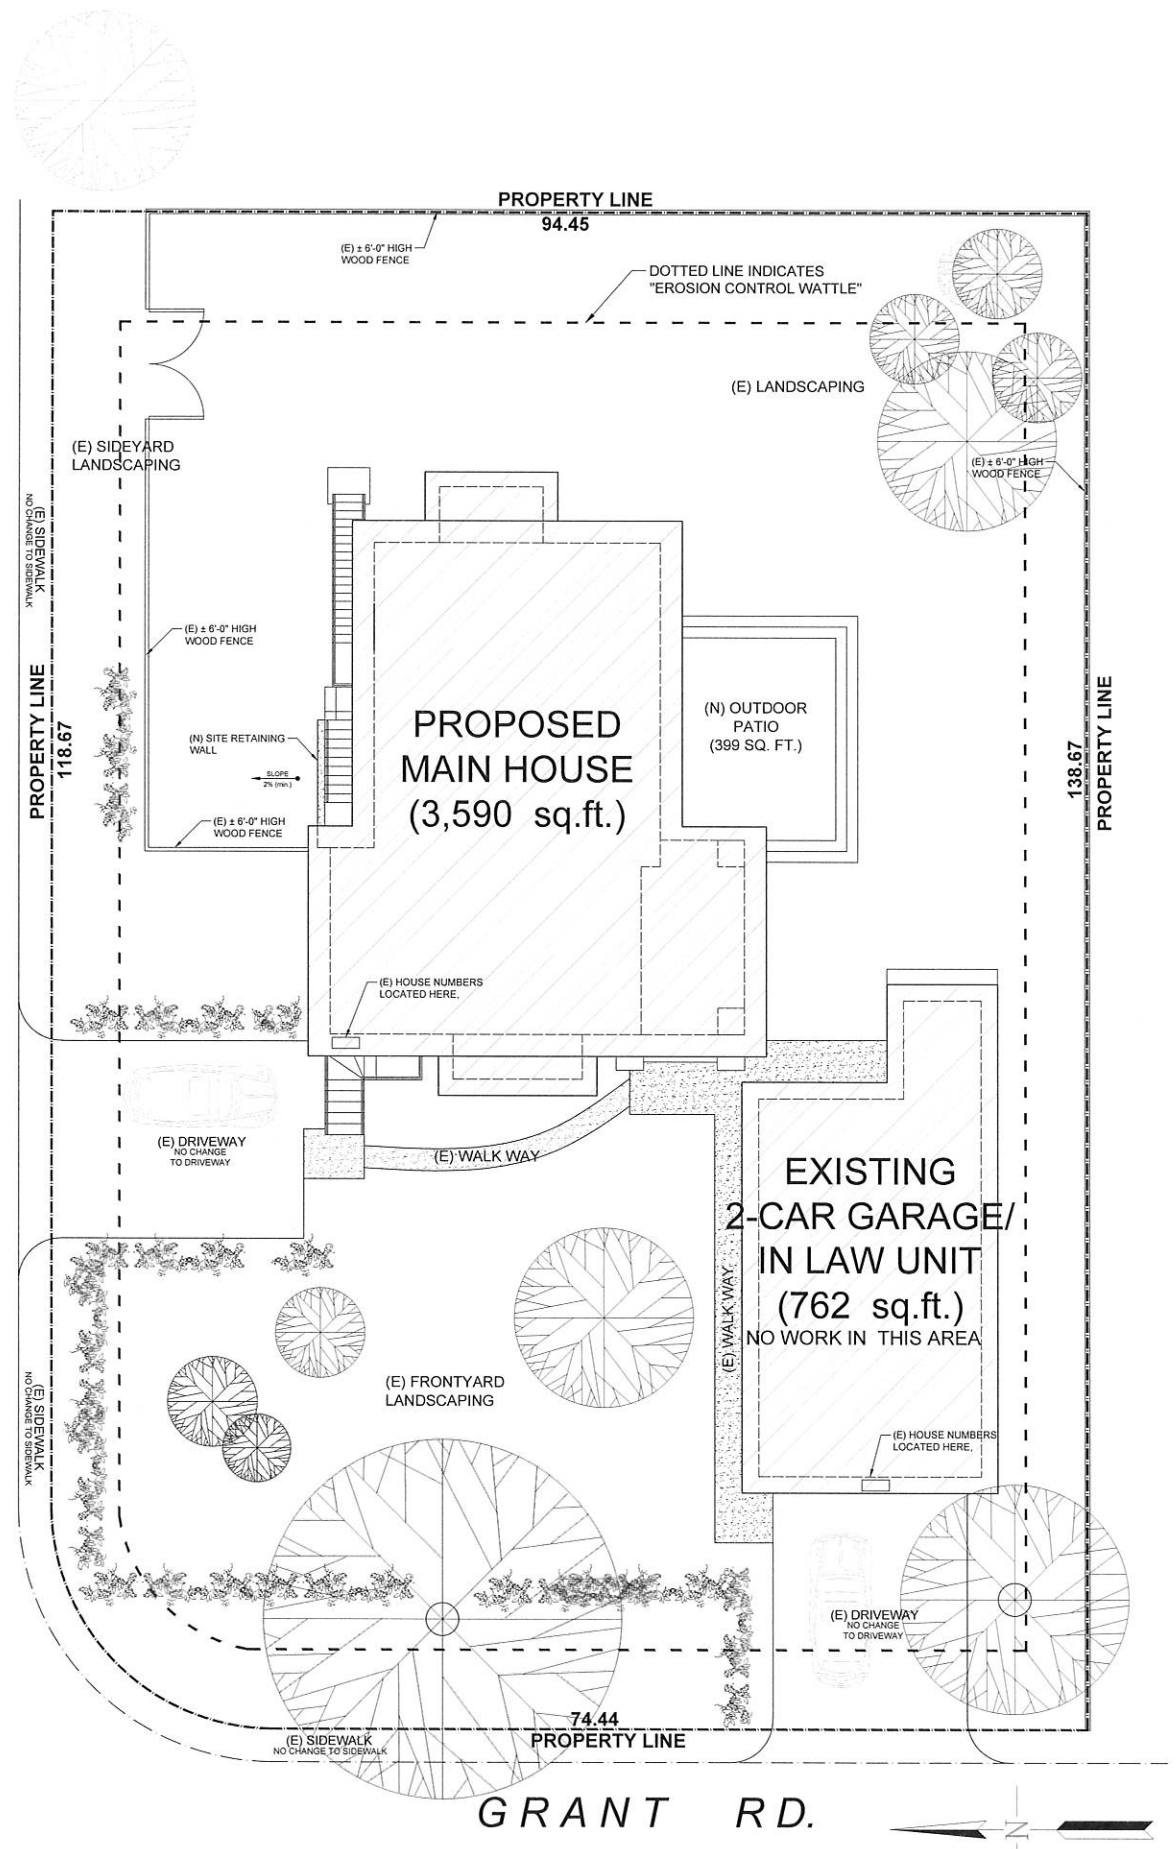 PROPERTY LINE
94.45
(E) ± 6'-0" HIGH
WOOD FENCE
DOTTED LINE INDICATES
"EROSION CONTROL WATTLE"
(E) LANDSCAPING
(E) SIDEYARD
LANDSCAPING
(E) ± 6'-0" HIGH
WOOD FENCE
(E) SIDEWALK
NO CHANGE TO SIDEWALK
(E) ± 6'-0" HIGH
WOOD FENCE
PROPERTY LINE
118.67
(N) SITE RETAINING
WALL
SLOPE
2% (min.)
(E) ± 6'-0" HIGH
WOOD FENCE
PROPOSED
MAIN HOUSE
(3,590 sq.ft.)
(N) OUTDOOR
PATIO
(399 SQ. FT.)
138.67
PROPERTY LINE
(E) HOUSE NUMBERS
LOCATED HERE,
(E) DRIVEWAY
NO CHANGE
TO DRIVEWAY
(E) WALK WAY
EXISTING
2-CAR GARAGE/
IN LAW UNIT
(762 sq.ft.)
NO WORK IN THIS AREA
(E) WALK WAY
(E) FRONTYARD
LANDSCAPING
(E) SIDEWALK
NO CHANGE TO SIDEWALK
(E) HOUSE NUMBERS
LOCATED HERE,
(E) DRIVEWAY
NO CHANGE
TO DRIVEWAY
74.44
PROPERTY LINE
(E) SIDEWALK
NO CHANGE TO SIDEWALK
GRANT RD.
N